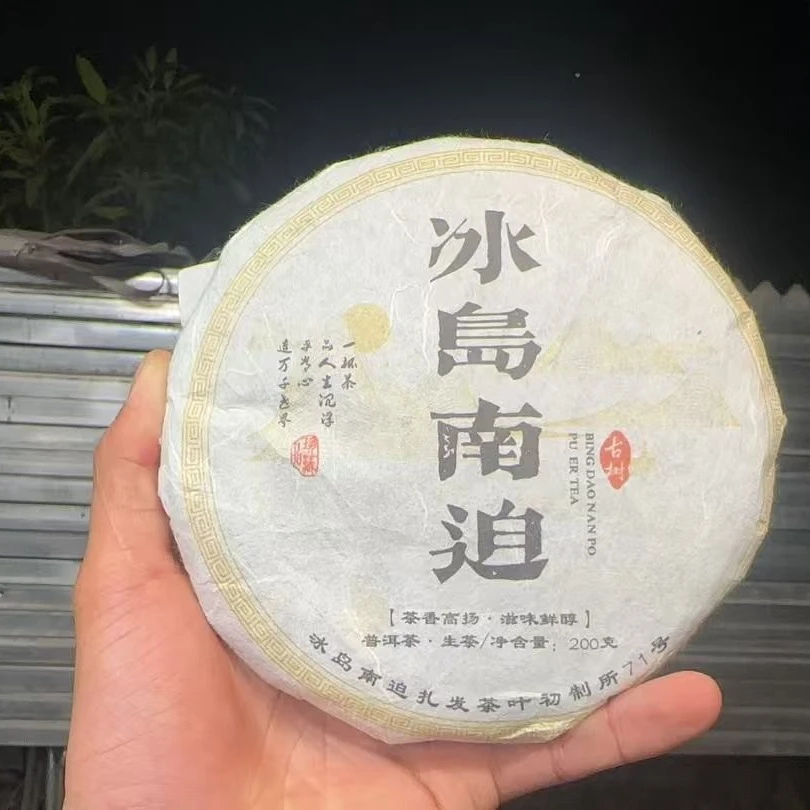 冰島南迫
古树
BING DAO NAN PO
PU ER TEA
一杯茶
品人生沉浮
平常心
造万千世界
【茶香高扬·滋味鲜醇】
普洱茶·生茶/净含量：200克
冰岛南迫扎发茶叶初制所71号